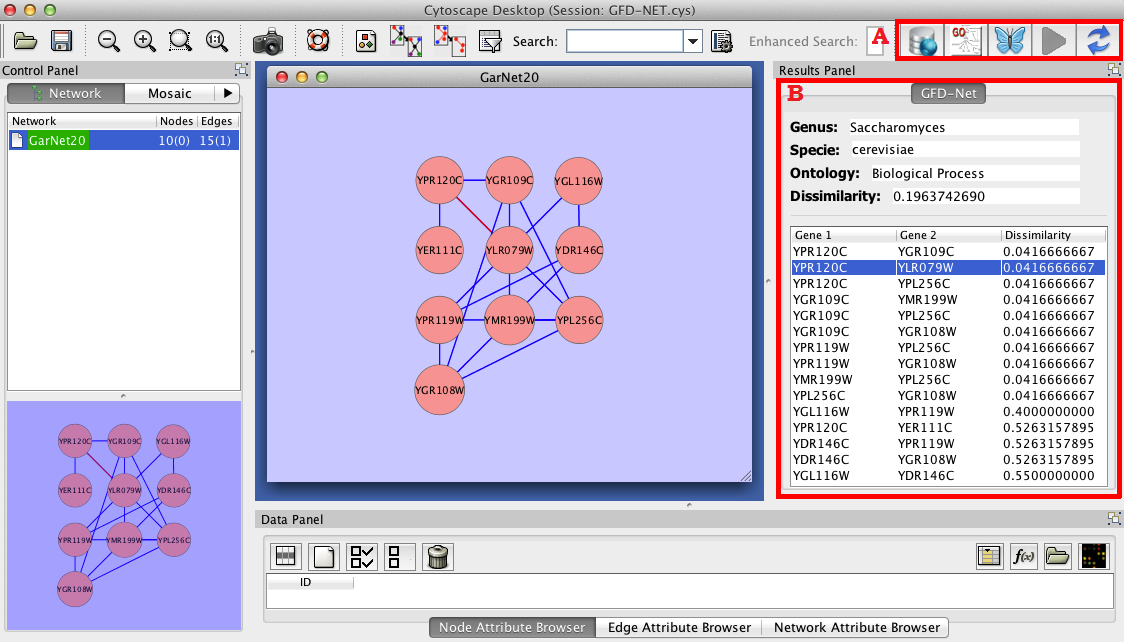 Cytoscape Desktop (Session: GFD-NET.cys)
Search:
Enhanced Search:
A
GO
Control Panel
Network
Mosaic
Network Nodes Edges
GarNet20 10(0) 15(1)
GarNet20
YPR120C YGR109C YGL116W
YER111C YLR079W YDR146C
YPR119W YMR199W YPL256C
YGR108W
YPR120C YGR109C YGL116W
YER111C YLR079W YDR146C
YPR119W YMR199W YPL256C
YGR108W
Results Panel
B
GFD-Net
Genus: Saccharomyces
Specie: cerevisiae
Ontology: Biological Process
Dissimilarity: 0.1963742690
Gene 1 Gene 2 Dissimilarity
YPR120C YGR109C 0.0416666667
YPR120C YLR079W 0.0416666667
YPR120C YPL256C 0.0416666667
YGR109C YMR199W 0.0416666667
YGR109C YPL256C 0.0416666667
YGR109C YGR108W 0.0416666667
YPR119W YPL256C 0.0416666667
YPR119W YGR108W 0.0416666667
YMR199W YPL256C 0.0416666667
YPL256C YGR108W 0.0416666667
YGL116W YPR119W 0.4000000000
YPR120C YER111C 0.5263157895
YDR146C YPR119W 0.5263157895
YDR146C YGR108W 0.5263157895
YGL116W YDR146C 0.5500000000
Data Panel
f(x)
ID
Node Attribute Browser
Edge Attribute Browser
Network Attribute Browser